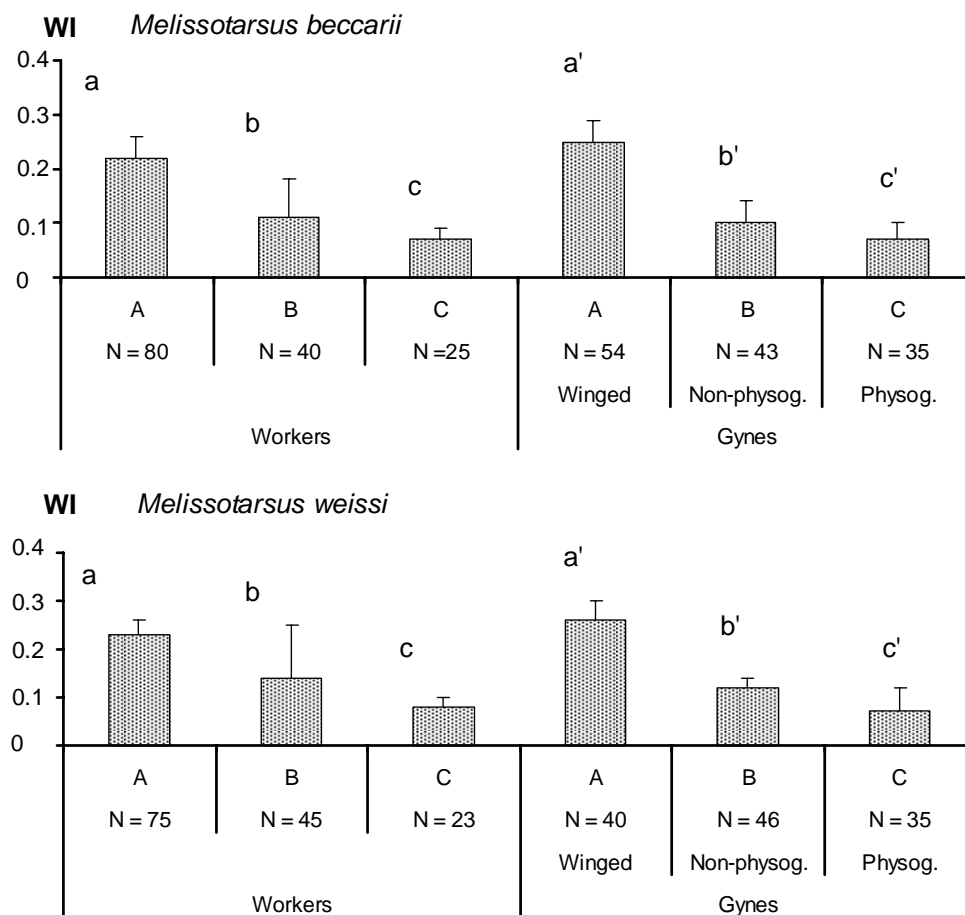 WI Melissotarsus beccarii
0.4
a a'
0.3
b b'
0.2
c c'
0.1
0
A B C A B C
N = 80 N = 40 N =25 N = 54 N = 43 N = 35
Winged Non-physog. Physog.
Workers Gynes
WI Melissotarsus weissi
0.4
a b a' b' c'
0.3
0.2
c
0.1
0
A B C A B C
N = 75 N = 45 N = 23 N = 40 N = 46 N = 35
Winged Non-physog. Physog.
Workers Gynes